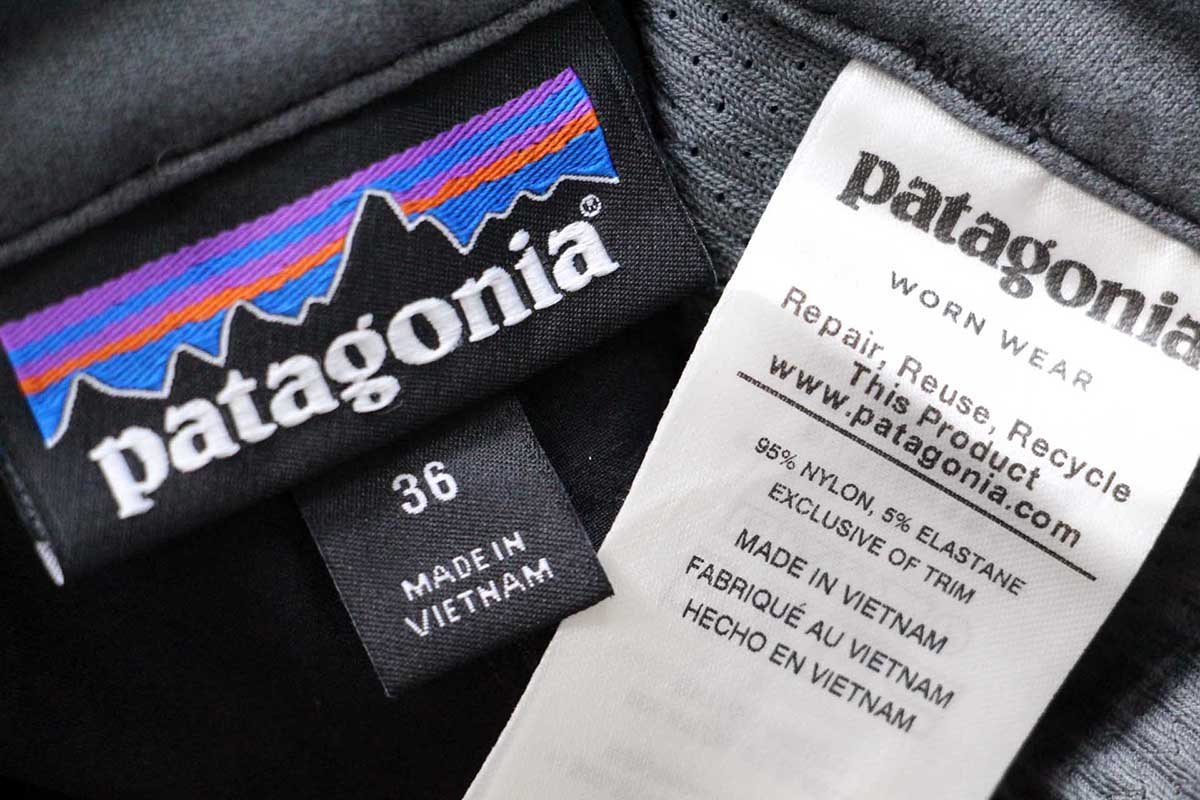 patagonia®
36
MADE IN
VIETNAM
patagonia
WORN WEAR
Repair, Reuse, Recycle
This Product
www.patagonia.com
95% NYLON, 5% ELASTANE
EXCLUSIVE OF TRIM
MADE IN VIETNAM
FABRIQUÉ AU VIETNAM
HECHO EN VIETNAM